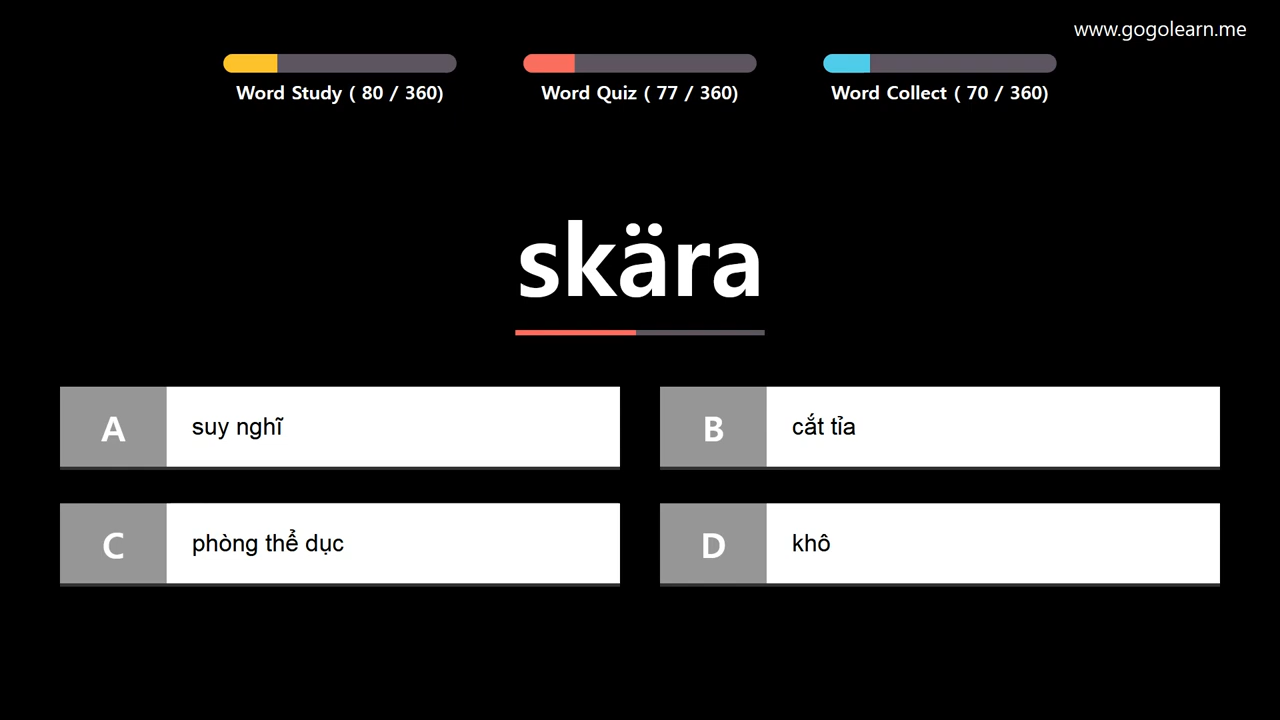 www.gogolearn.me
Word Study ( 80 / 360)
Word Quiz ( 77 / 360)
Word Collect ( 70 / 360)
skära
A suy nghĩ
B cắt tỉa
C phòng thể dục
D khô